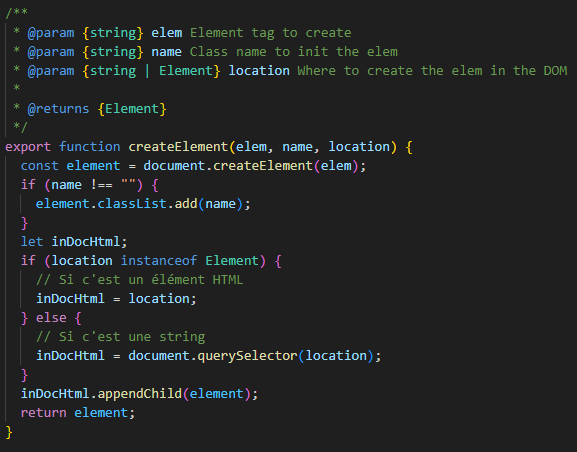 /**
 * @param {string} elem Element tag to create
 * @param {string} name Class name to init the elem
 * @param {string | Element} location Where to create the elem in the DOM
 *
 * @returns {Element}
 */
export function createElement(elem, name, location) {
  const element = document.createElement(elem);
  if (name !== "") {
    element.classList.add(name);
  }
  let inDocHtml;
  if (location instanceof Element) {
    // Si c'est un élément HTML
    inDocHtml = location;
  } else {
    // Si c'est une string
    inDocHtml = document.querySelector(location);
  }
  inDocHtml.appendChild(element);
  return element;
}